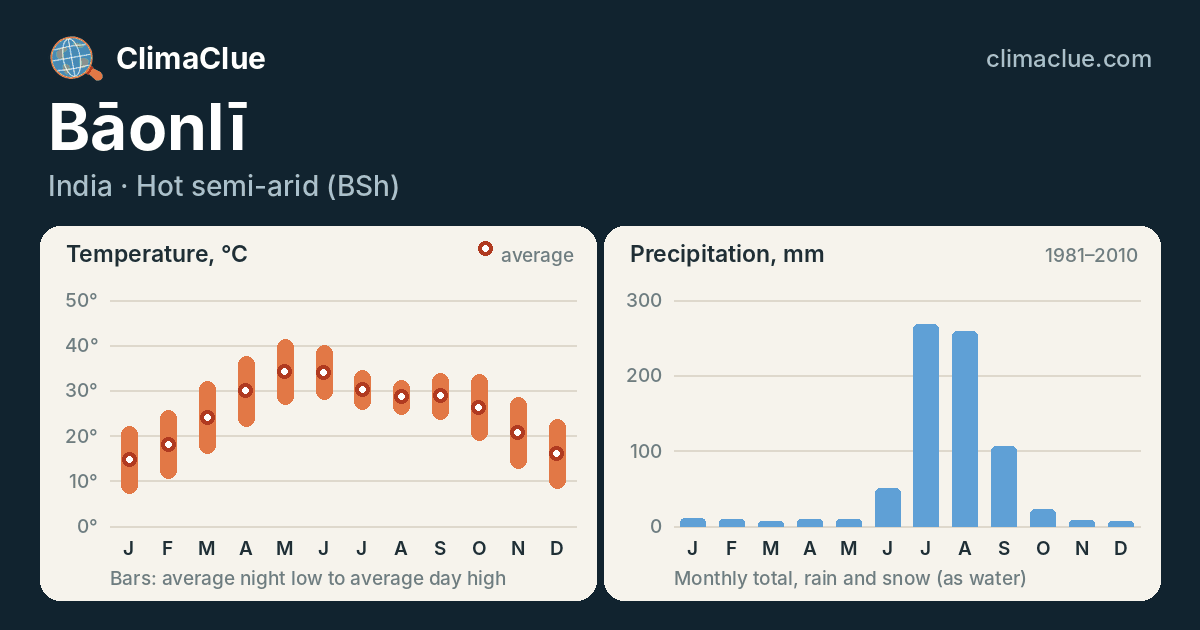 ClimaClue
climaclue.com
Bāonlī
India · Hot semi-arid (BSh)
Temperature, °C
average
50°
40°
30°
20°
10°
0°
J F M A M J J A S O N D
Bars: average night low to average day high
Precipitation, mm
1981–2010
300
200
100
0
J F M A M J J A S O N D
Monthly total, rain and snow (as water)